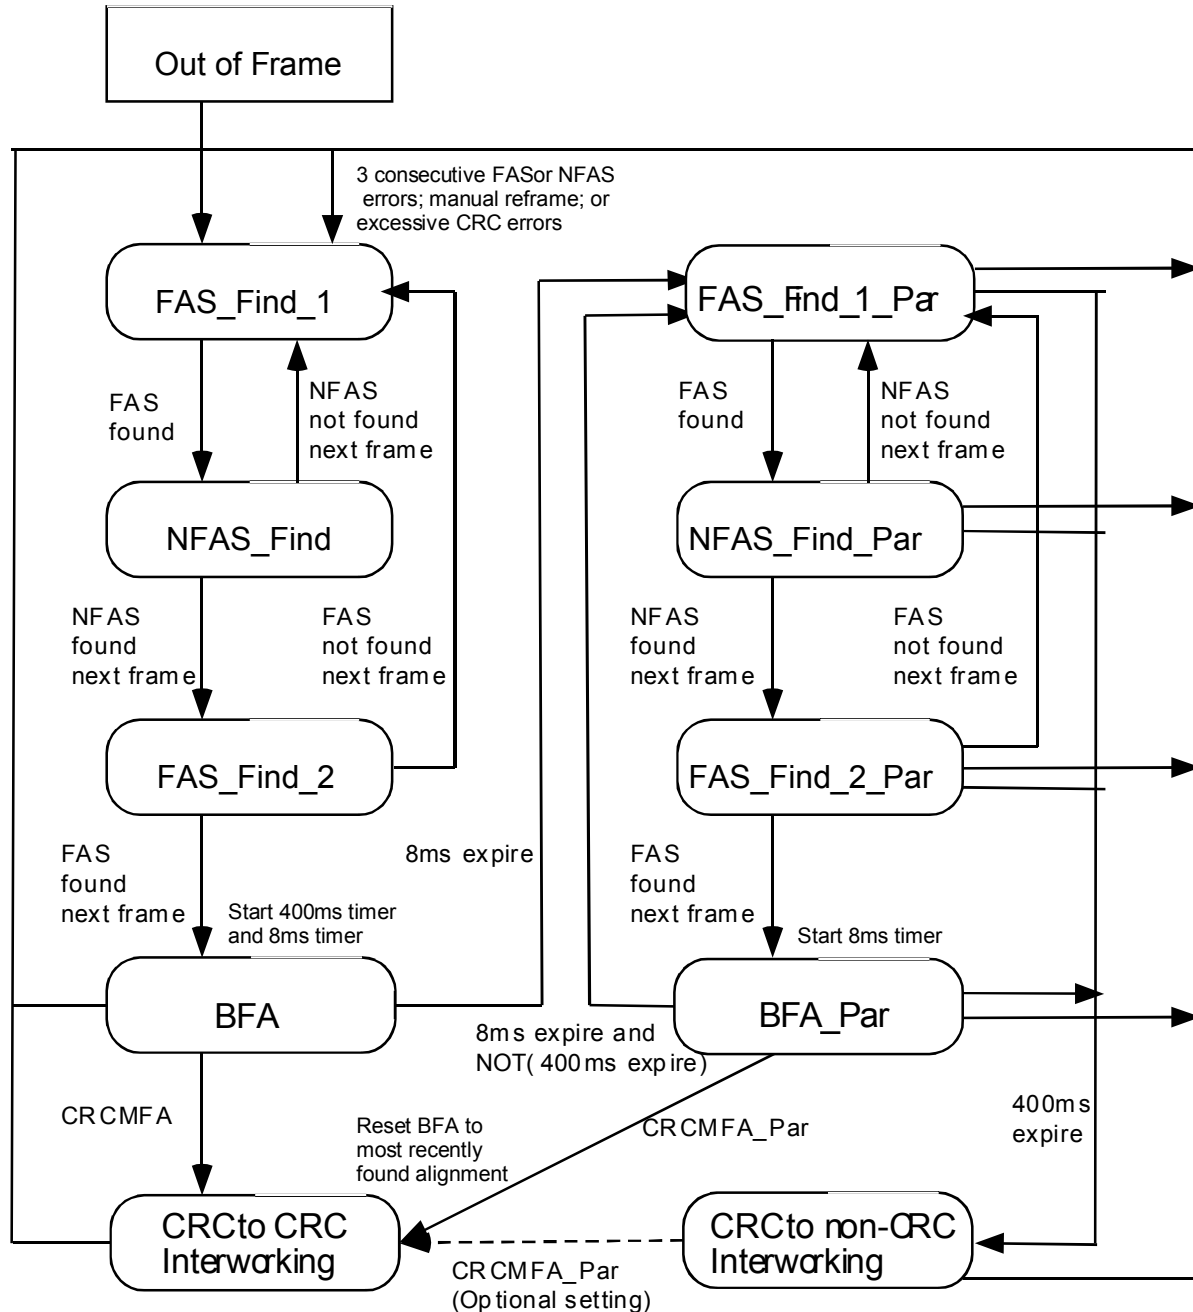 Out of Frame
3 consecutive FASor NFAS
errors; manual reframe; or
excessive CRC errors
FAS_Find_1
FAS_Find_1_Par
FAS
found
NFAS
not found
next frame
FAS
found
NFAS
not found
next frame
NFAS_Find
NFAS_Find_Par
NFAS
found
next frame
FAS
not found
next frame
NFAS
found
next frame
FAS
not found
next frame
FAS_Find_2
FAS_Find_2_Par
FAS
found
next frame
8ms expire
FAS
found
next frame
Start 400ms timer
and 8ms timer
Start 8ms timer
BFA
BFA_Par
8ms expire and
NOT( 400ms expire)
CRCMFA
Reset BFA to
most recently
found alignment
CRCMFA_Par
400ms
expire
CRCto CRC
Interworking
CRCto non-CRC
Interworking
CRCMFA_Par
(Optional setting)